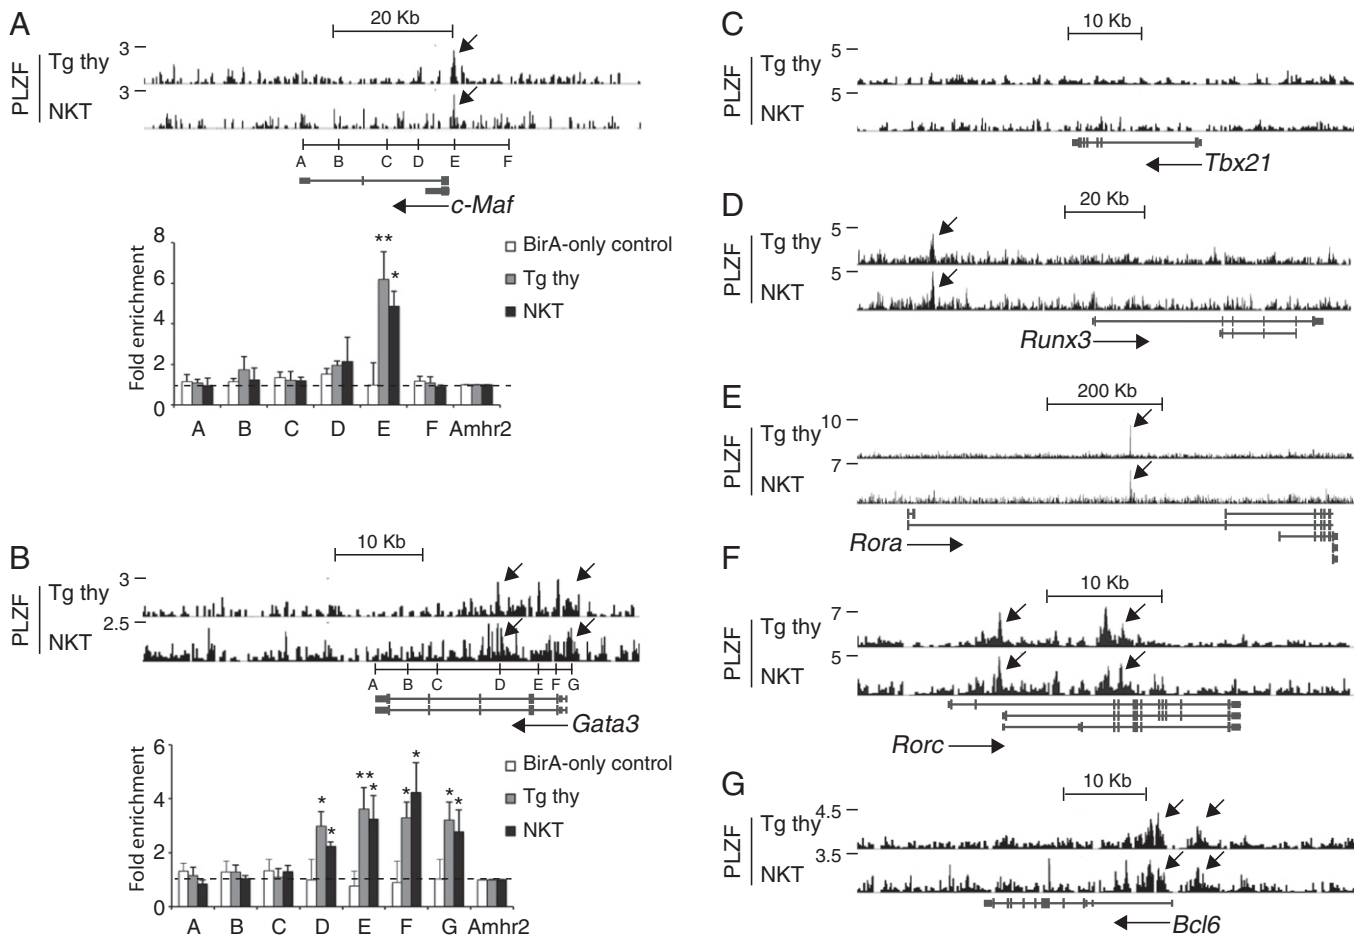 A
20 Kb
PLZF
Tg thy
3
NKT
3
A B C D E F
c-Maf
Fold enrichment
8
6
4
2
0
** *
BirA-only control
Tg thy
NKT
A B C D E F Amhr2
B
10 Kb
PLZF
Tg thy
3
NKT
2.5
A B C D E F G
Gata3
Fold enrichment
6
4
2
0
* * ** * * * * *
BirA-only control
Tg thy
NKT
A B C D E F G Amhr2
C
10 Kb
PLZF
Tg thy
5
NKT
5
Tbx21
D
20 Kb
PLZF
Tg thy
5
NKT
5
Runx3
E
200 Kb
PLZF
Tg thy
10
NKT
7
Rora
F
10 Kb
PLZF
Tg thy
7
NKT
5
Rorc
G
10 Kb
PLZF
Tg thy
4.5
NKT
3.5
Bcl6